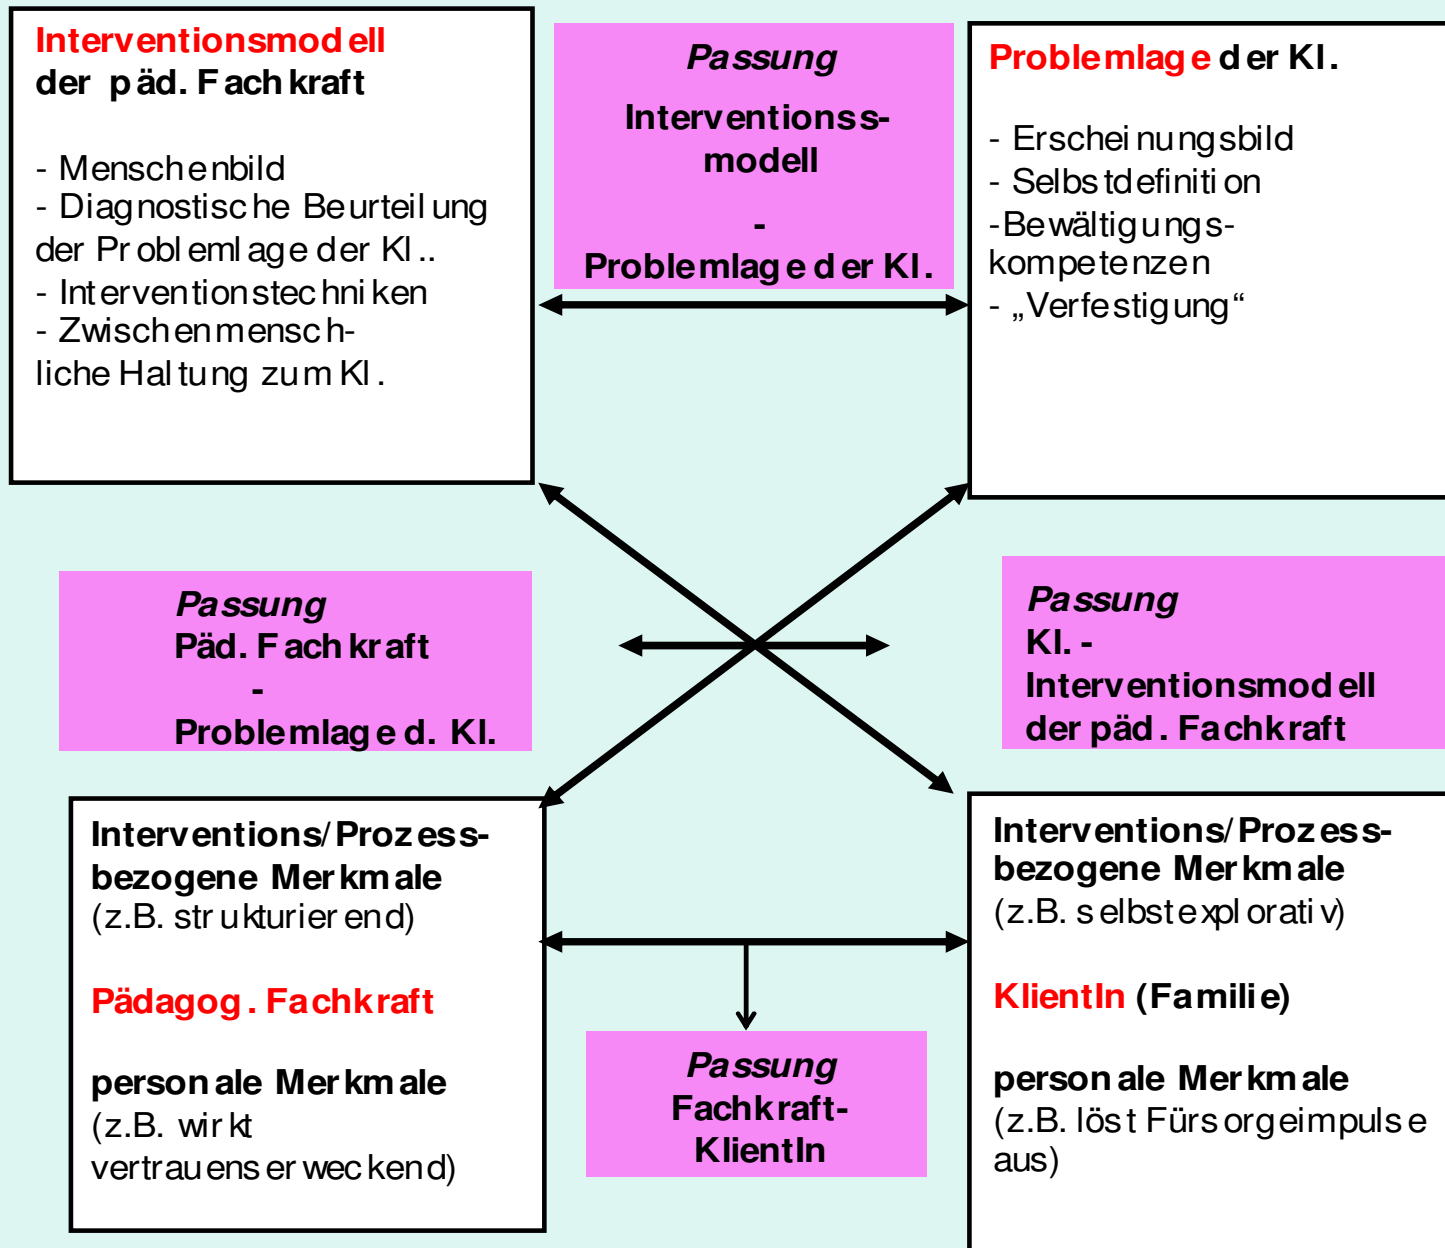 Interventionsmodell
der päd. Fachkraft
- Menschenbild
- Diagnostische Beurteilung
der Problemlage der Kl..
- Interventionstechniken
- Zwischenmensch-
liche Haltung zum Kl.
Passung
Interventionss-
modell
-
Problemlage der Kl.
Problemlage der Kl.
- Erscheinungsbild
- Selbstdefinition
-Bewältigungs-
kompetenzen
- „Verfestigung“
Passung
Päd. Fachkraft
-
Problemlage d. Kl.
Passung
Kl. -
Interventionsmodell
der päd. Fachkraft
Interventions/Prozess-
bezogene Merkmale
(z.B. strukturierend)
Pädagog. Fachkraft
personale Merkmale
(z.B. wirkt
vertrauenserweckend)
Passung
Fachkraft-
KlientIn
Interventions/Prozess-
bezogene Merkmale
(z.B. selbstexplorativ)
KlientIn (Familie)
personale Merkmale
(z.B. löst Fürsorgeimpulse
aus)